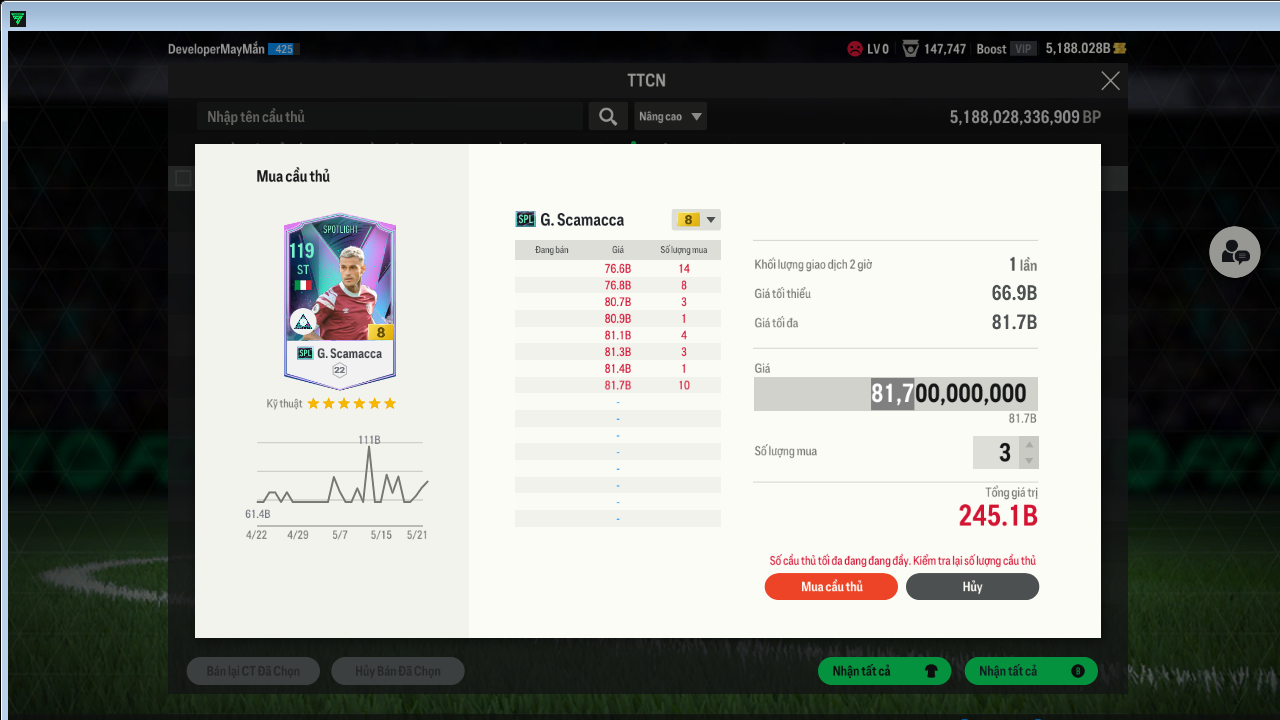 DeveloperMayMắn 425
LV 0 147,747 Boost VIP 5,188.028B
TTCN
Nhập tên cầu thủ
Nâng cao
5,188,028,336,909 BP
Mua cầu thủ
SPOTLIGHT
119
ST
8
SPL G. Scamacca
22
Kỹ thuật
111B
61.4B
4/22 4/29 5/7 5/15 5/21
SPL G. Scamacca 8
Đang bán Giá Số lượng mua
76.6B 14
76.8B 8
80.7B 3
80.9B 1
81.1B 4
81.3B 3
81.4B 1
81.7B 10
-
-
-
-
-
-
-
-
Khối lượng giao dịch 2 giờ 1 lần
Giá tối thiểu 66.9B
Giá tối đa 81.7B
Giá
81,700,000,000
81.7B
Số lượng mua 3
Tổng giá trị
245.1B
Số cầu thủ tối đa đang đang đầy. Kiểm tra lại số lượng cầu thủ
Mua cầu thủ Hủy
Bán lại CT Đã Chọn Hủy Bán Đã Chọn Nhận tất cả Nhận tất cả 8